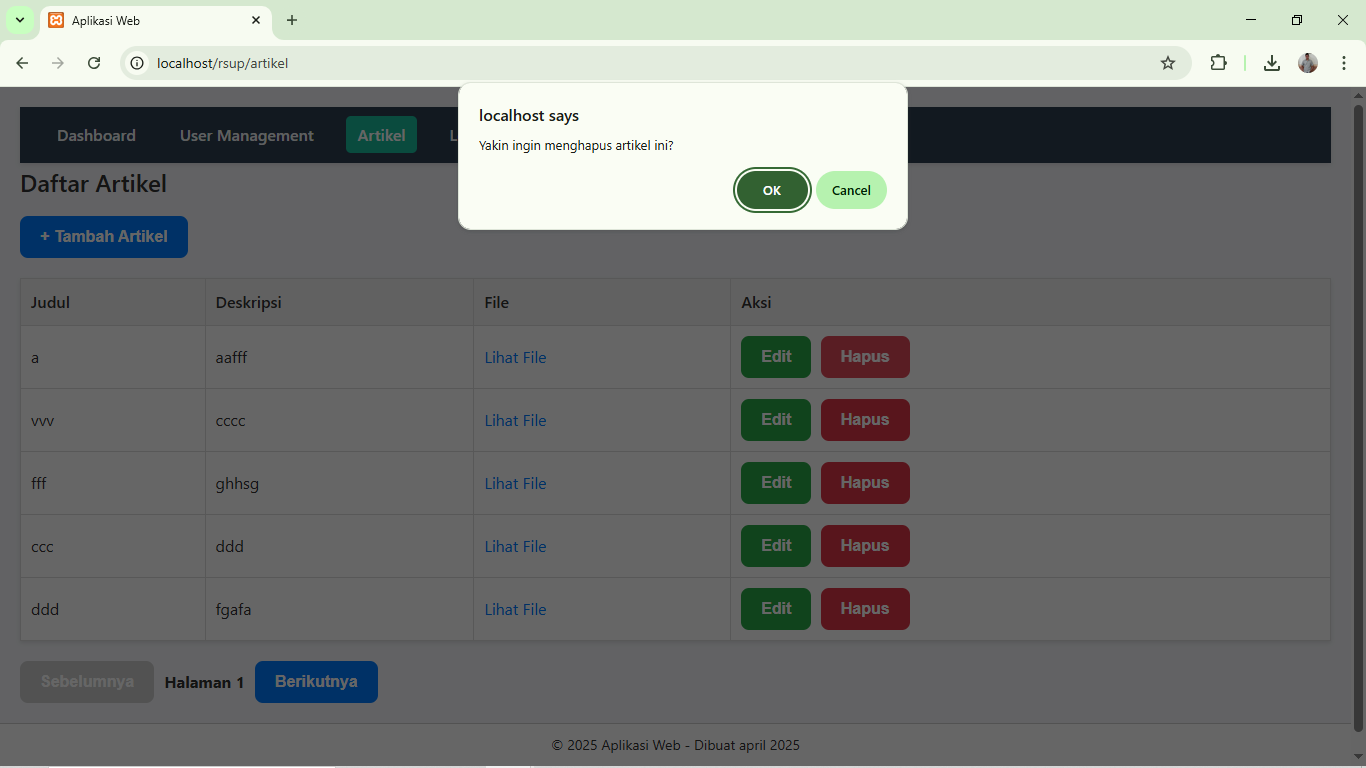 Aplikasi Web
localhost/rsup/artikel
localhost says
Yakin ingin menghapus artikel ini?
OK Cancel
Dashboard User Management Artikel L
Daftar Artikel
+ Tambah Artikel
Judul Deskripsi File Aksi
a aafff Lihat File Edit Hapus
vvv cccc Lihat File Edit Hapus
fff ghhsg Lihat File Edit Hapus
ccc ddd Lihat File Edit Hapus
ddd fgafa Lihat File Edit Hapus
Sebelumnya Halaman 1 Berikutnya
© 2025 Aplikasi Web - Dibuat april 2025